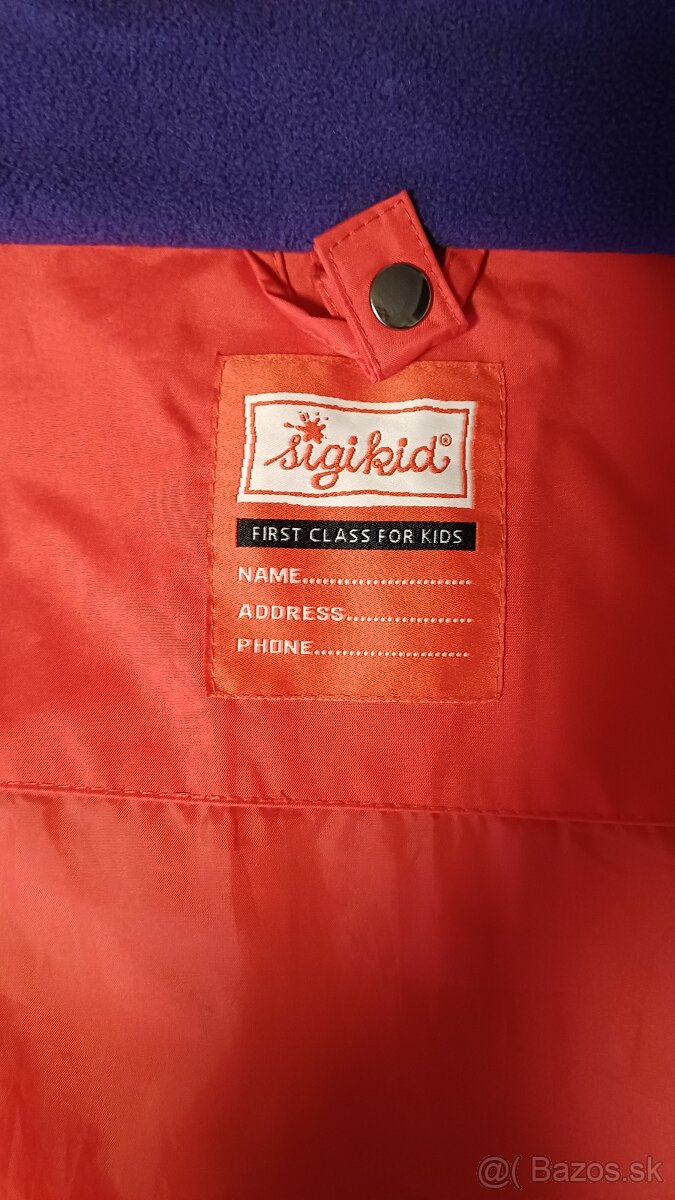 sigikid®
FIRST CLASS FOR KIDS
NAME..............................
ADDRESS......................
PHONE............................
@( Bazos.sk